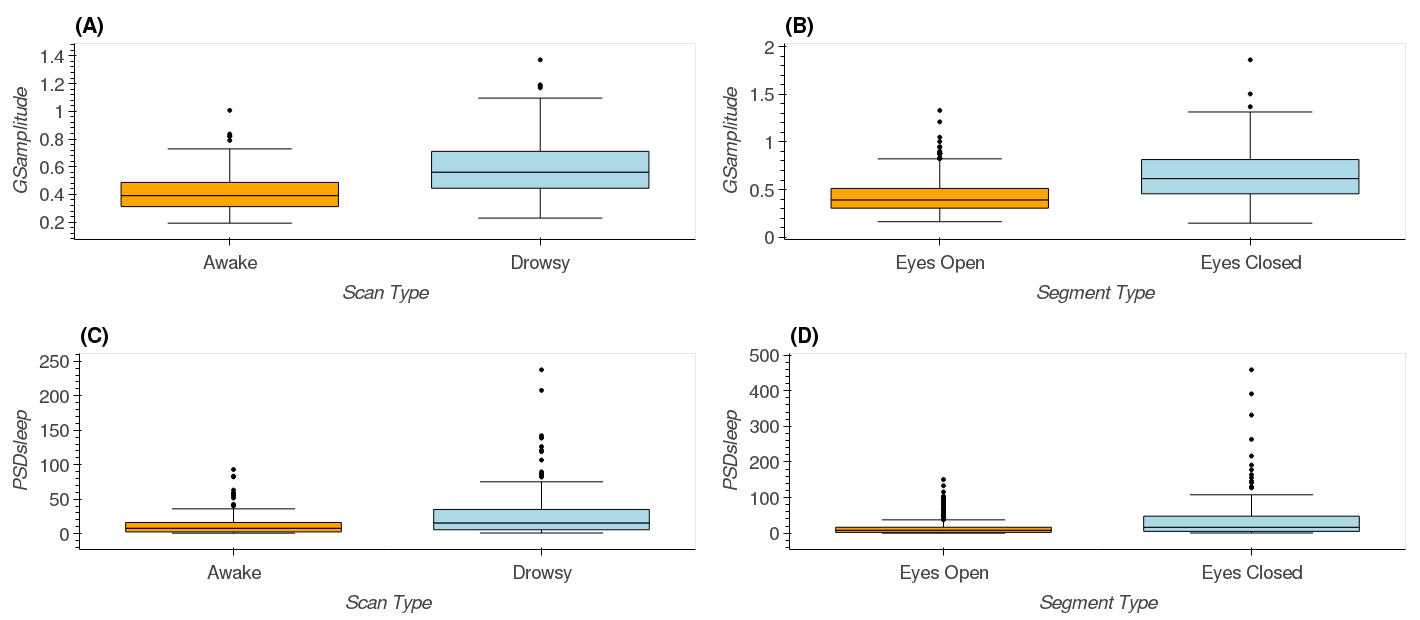 (A)
GSamplitude
1.4
1.2
1
0.8
0.6
0.4
0.2
Awake
Drowsy
Scan Type
(B)
GSamplitude
2
1.5
1
0.5
0
Eyes Open
Eyes Closed
Segment Type
(C)
PSDsleep
250
200
150
100
50
0
Awake
Drowsy
Scan Type
(D)
PSDsleep
500
400
300
200
100
0
Eyes Open
Eyes Closed
Segment Type